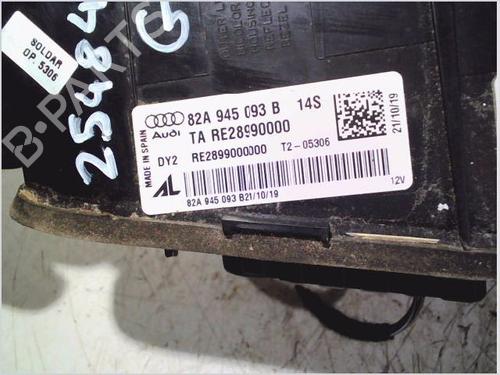 SOLDAR
OP. 5306
B-PARTS
MADE IN SPAIN
Audi
82A 945 093 B 14S
TA RE28990000
DY2 RE2899000000 T2-05306
AL
82A 945 093 B21/10/19
12V
21/10/19